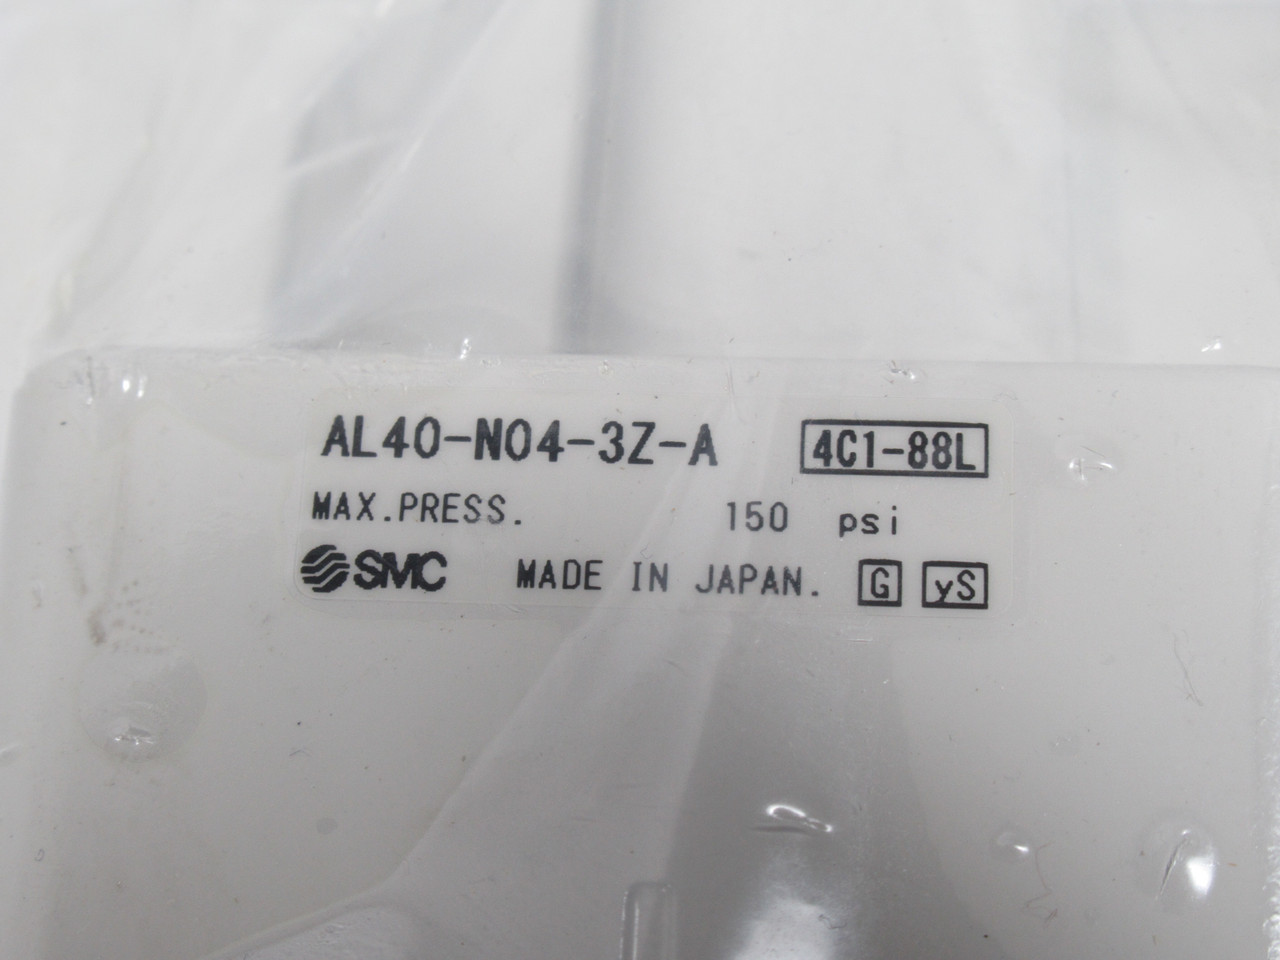 AL40-N04-3Z-A 4C1-88L
MAX.PRESS. 150 psi
SMC MADE IN JAPAN. G yS